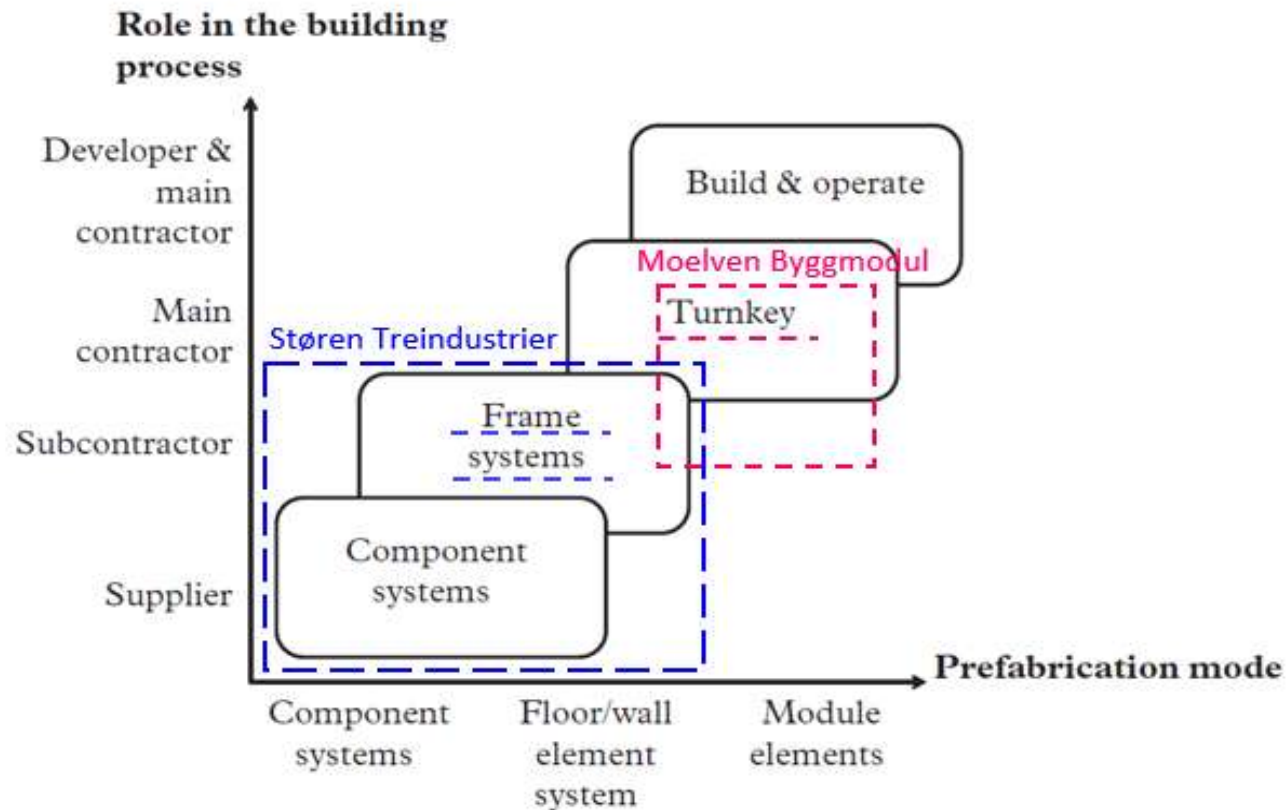 Role in the building
process
Developer &
main
contractor
Build & operate
Moelven Byggmodul
Main
contractor
Turnkey
Støren Treindustrier
Subcontractor
Frame
systems
Component
systems
Supplier
Prefabrication mode
Component
systems
Floor/wall
element
system
Module
elements